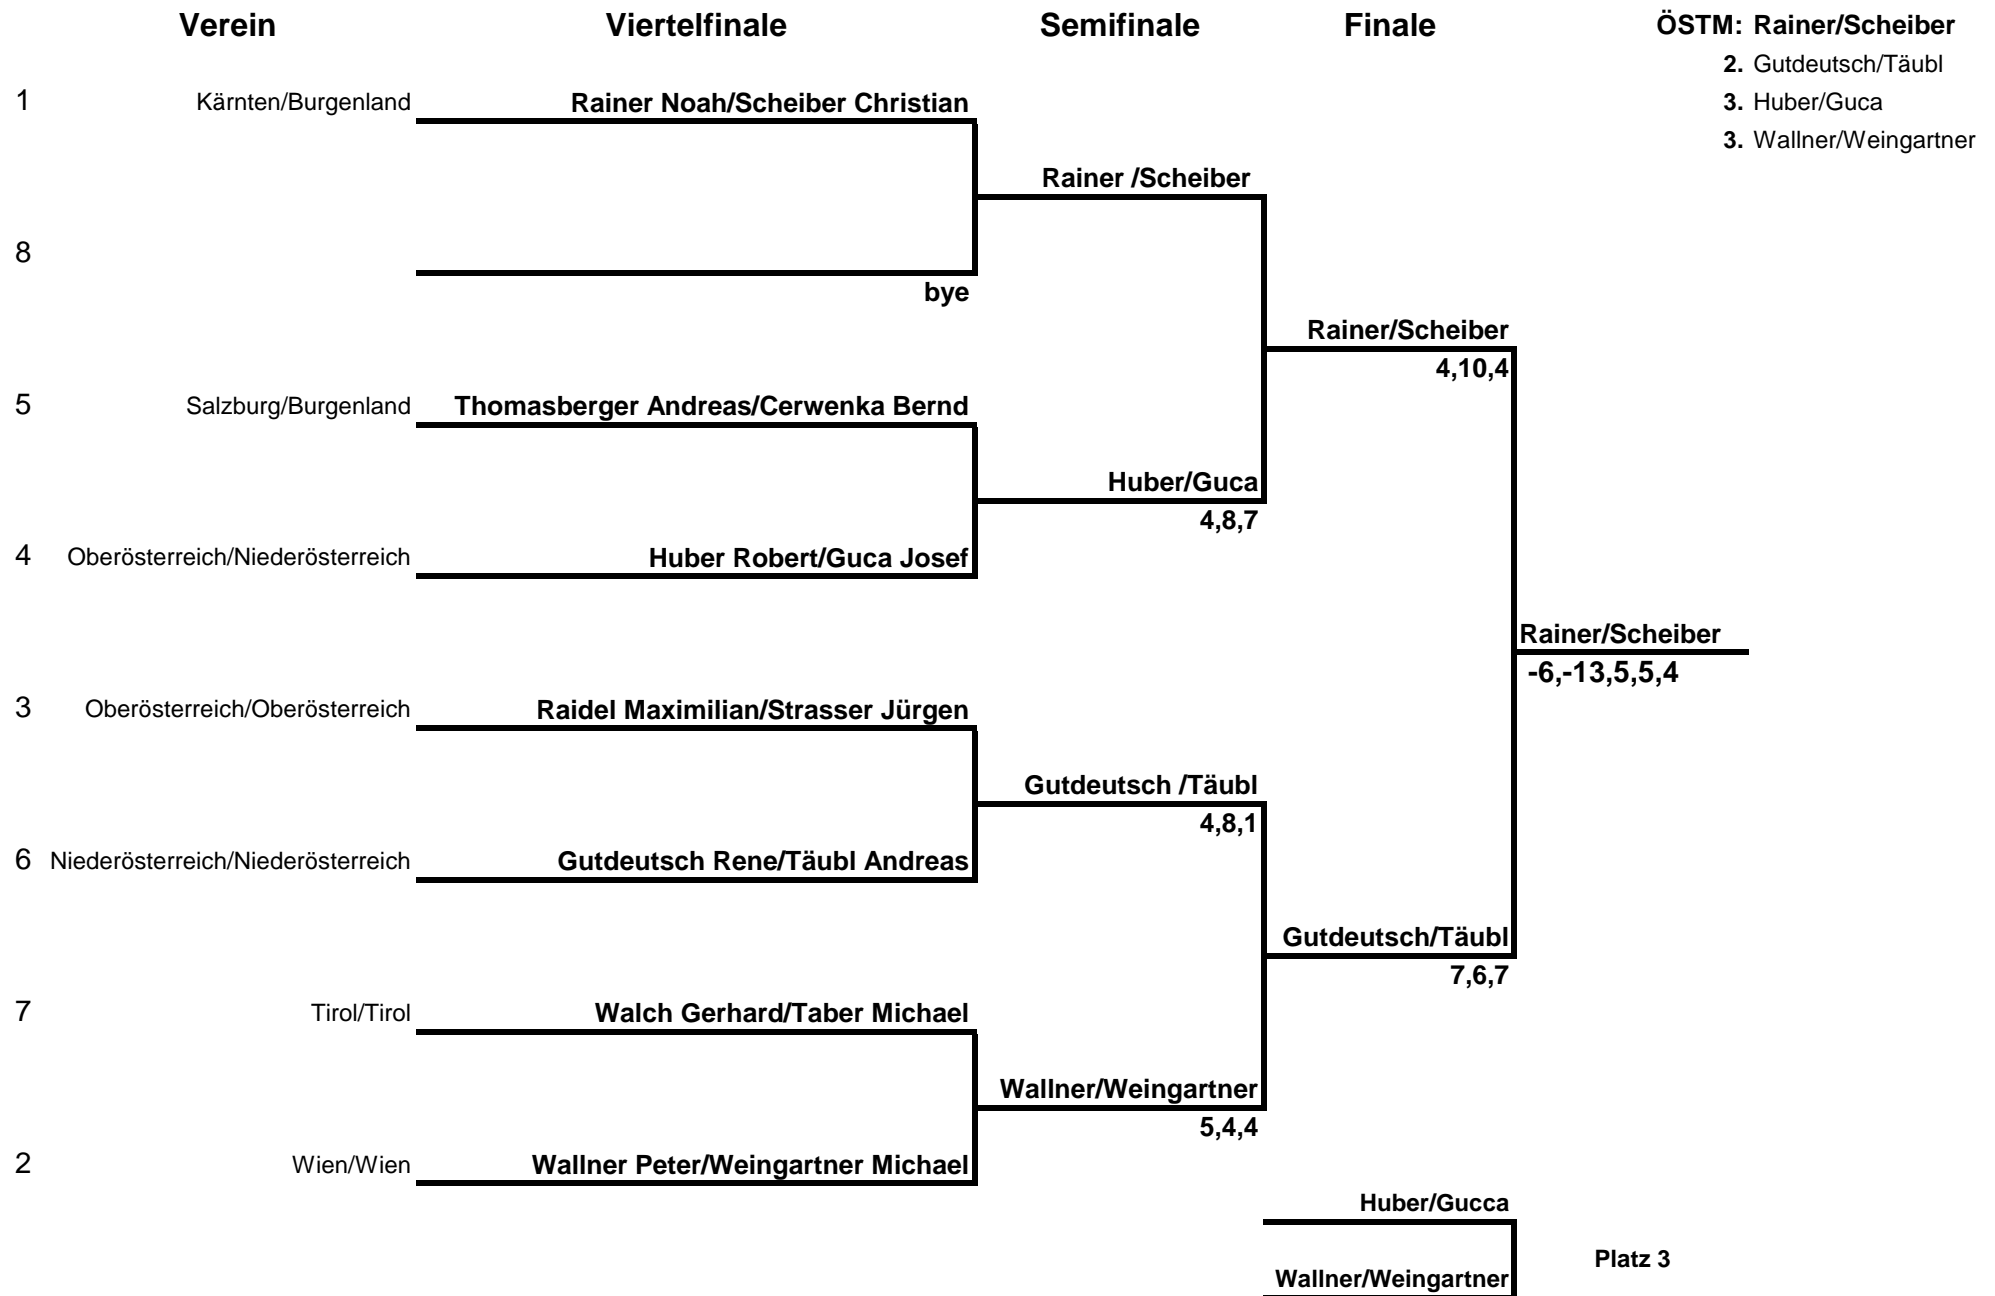 Verein Viertelfinale Semifinale Finale ÖSTM: Rainer/Scheiber
2. Gutdeutsch/Täubl
1 Kärnten/Burgenland Rainer Noah/Scheiber Christian 3. Huber/Guca
3. Wallner/Weingartner
Rainer /Scheiber
8
bye
Rainer/Scheiber
4,10,4
5 Salzburg/Burgenland Thomasberger Andreas/Cerwenka Bernd
Huber/Guca
4,8,7
4 Oberösterreich/Niederösterreich Huber Robert/Guca Josef
Rainer/Scheiber
-6,-13,5,5,4
3 Oberösterreich/Oberösterreich Raidel Maximilian/Strasser Jürgen
Gutdeutsch /Täubl
4,8,1
6 Niederösterreich/Niederösterreich Gutdeutsch Rene/Täubl Andreas
Gutdeutsch/Täubl
7,6,7
7 Tirol/Tirol Walch Gerhard/Taber Michael
Wallner/Weingartner
5,4,4
2 Wien/Wien Wallner Peter/Weingartner Michael
Huber/Gucca
Platz 3
Wallner/Weingartner